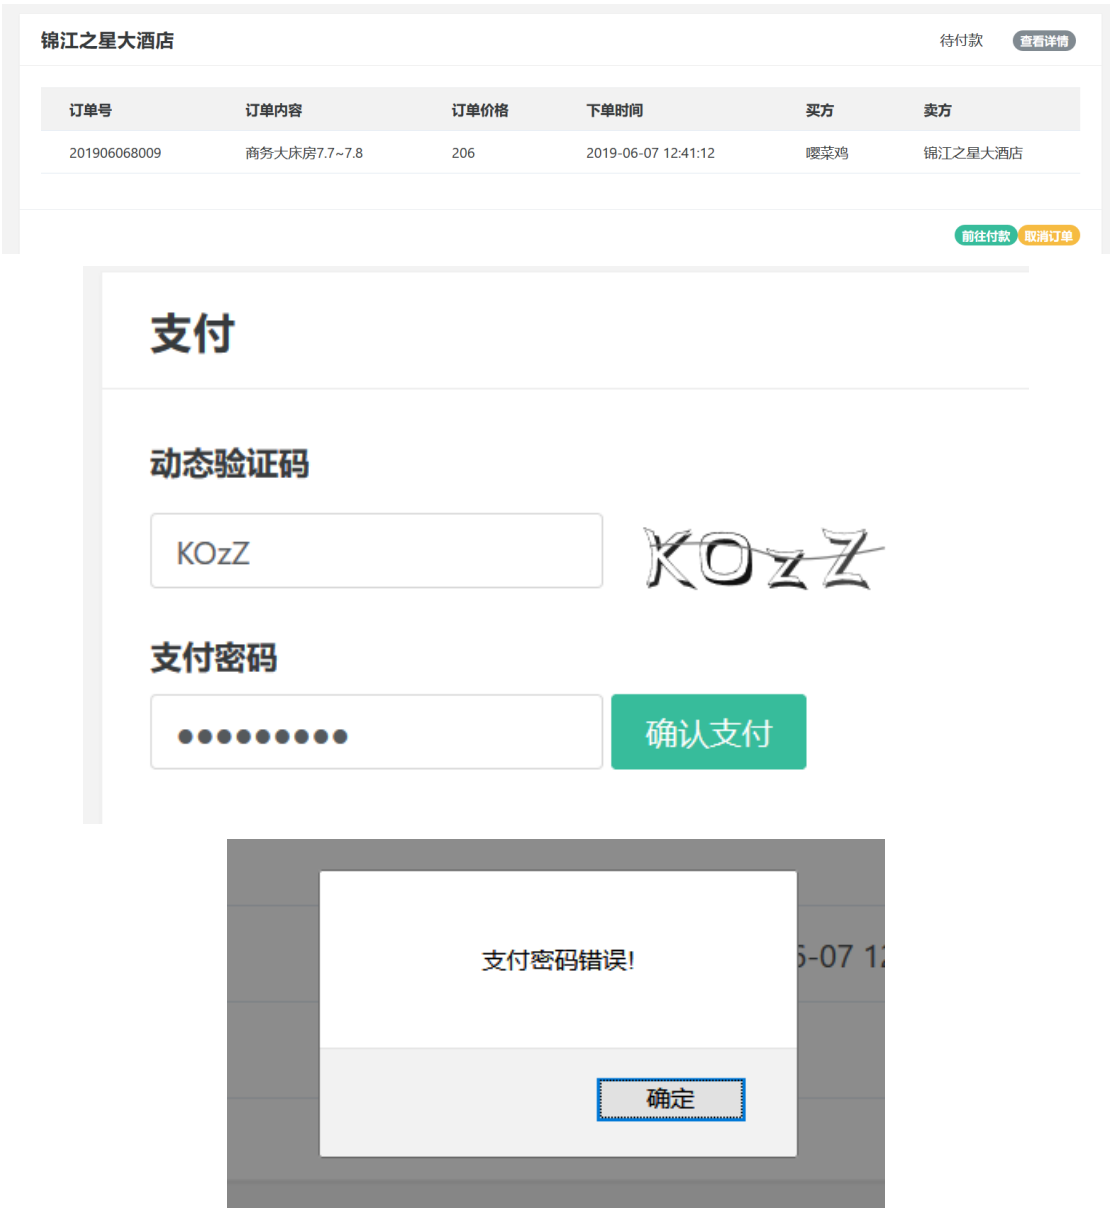 锦江之星大酒店 待付款 查看详情
订单号 订单内容 订单价格 下单时间 买方 卖方
201906068009 商务大床房7.7~7.8 206 2019-06-07 12:41:12 嘤菜鸡 锦江之星大酒店
前往付款 取消订单
支付
动态验证码
KOzZ KOzZ
支付密码
●●●●●●●●● 确认支付
支付密码错误!
-07 12
确定